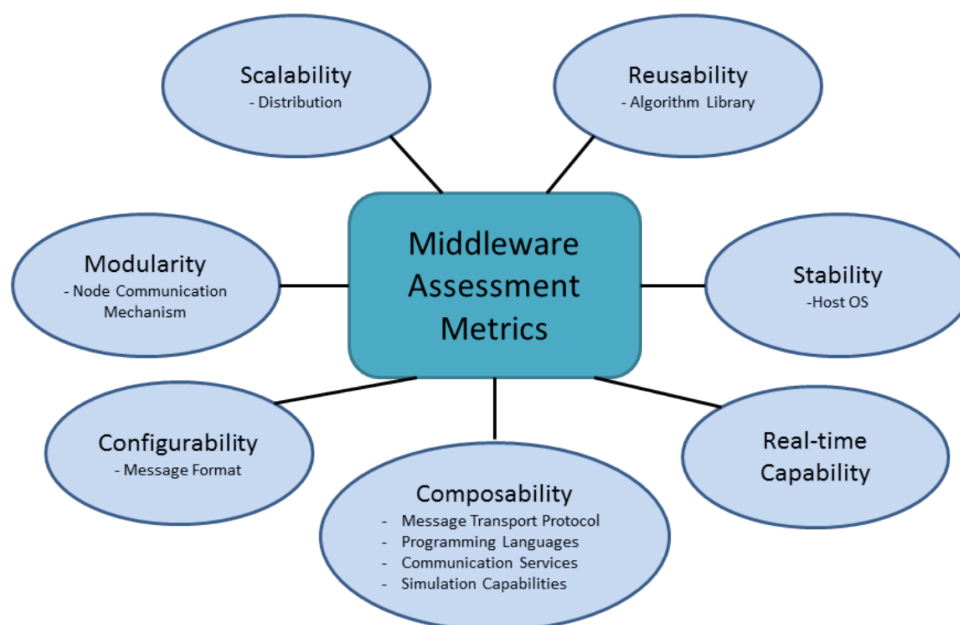 Scalability
- Distribution
Reusability
- Algorithm Library
Middleware
Assessment
Metrics
Modularity
- Node Communication
Mechanism
Stability
-Host OS
Configurability
- Message Format
Composability
- Message Transport Protocol
- Programming Languages
- Communication Services
- Simulation Capabilities
Real-time
Capability